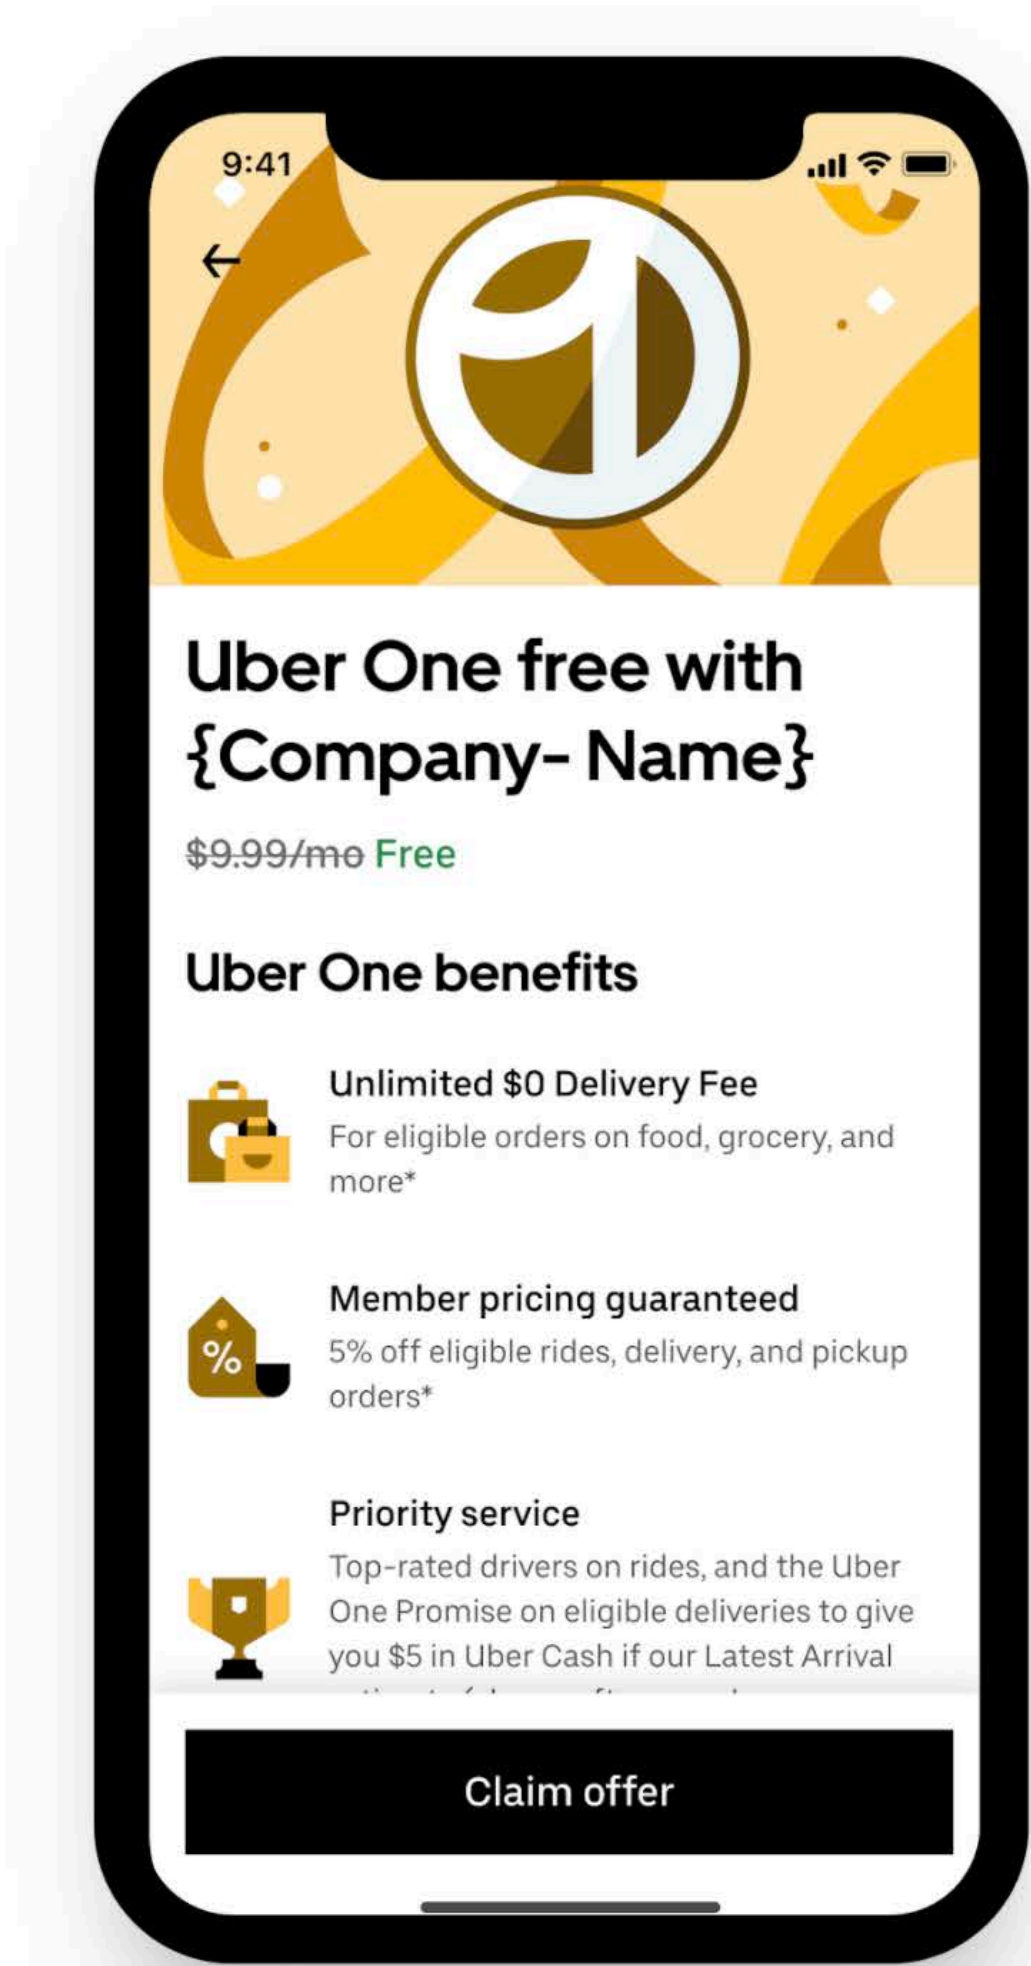 9:41
Uber One free with
{Company- Name}
$9.99/mo Free
Uber One benefits
Unlimited $0 Delivery Fee
For eligible orders on food, grocery, and
more*
%
Member pricing guaranteed
5% off eligible rides, delivery, and pickup
orders*
Priority service
Top-rated drivers on rides, and the Uber
One Promise on eligible deliveries to give
you $5 in Uber Cash if our Latest Arrival
Claim offer